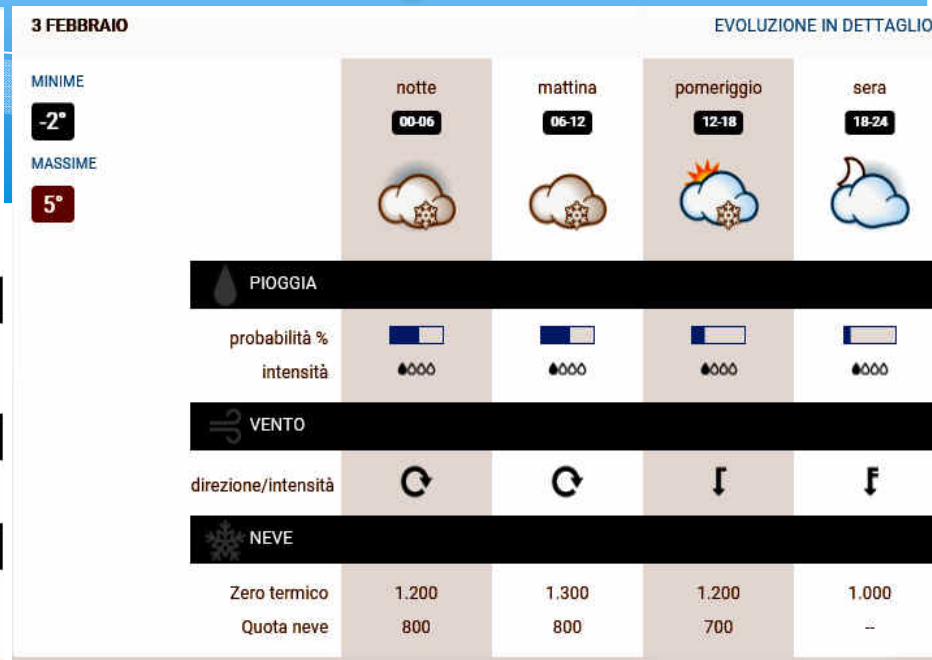 3 FEBBRAIO EVOLUZIONE IN DETTAGLIO
MINIME
-2°
MASSIME
5°
notte mattina pomeriggio sera
00-06 06-12 12-18 18-24
PIOGGIA
probabilità %
intensità
VENTO
direzione/intensità
NEVE
Zero termico 1.200 1.300 1.200 1.000
Quota neve 800 800 700 --